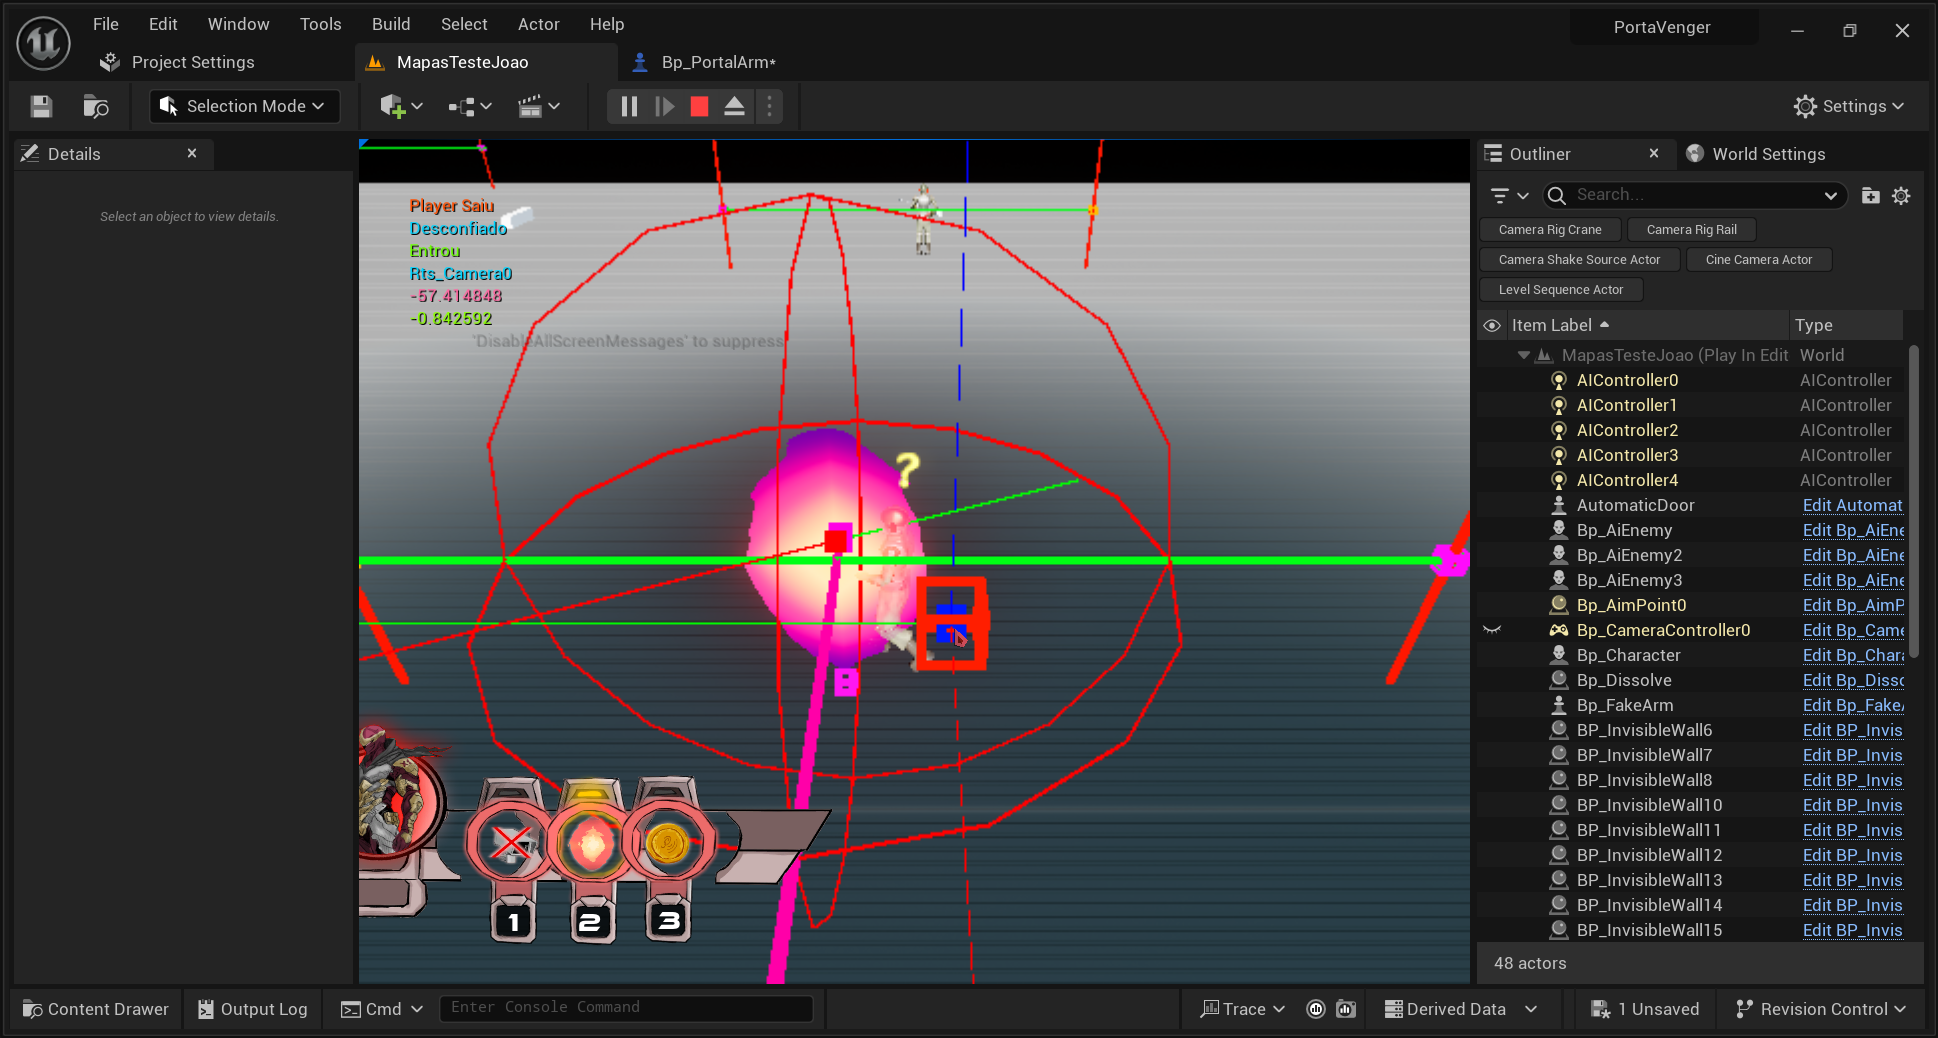 File Edit Window Tools Build Select Actor Help
PortaVenger
Project Settings
MapasTesteJoao
Bp_PortalArm*
Selection Mode
Settings
Details
Select an object to view details.
Player Saiu
Desconfiado
Entrou
Rts_Camera0
-57.414848
-0.842592
'DisableAllScreenMessages' to suppress
?
1 2 3
Outliner
World Settings
Search...
Camera Rig Crane
Camera Rig Rail
Camera Shake Source Actor
Cine Camera Actor
Level Sequence Actor
Item Label Type
MapasTesteJoao (Play In Edit World
AIController0 AIController
AIController1 AIController
AIController2 AIController
AIController3 AIController
AIController4 AIController
AutomaticDoor Edit Automat
Bp_AiEnemy Edit Bp_AiEne
Bp_AiEnemy2 Edit Bp_AiEne
Bp_AiEnemy3 Edit Bp_AiEne
Bp_AimPoint0 Edit Bp_AimP
Bp_CameraController0 Edit Bp_Came
Bp_Character Edit Bp_Chara
Bp_Dissolve Edit Bp_Disso
Bp_FakeArm Edit Bp_FakeA
BP_InvisibleWall6 Edit BP_Invis
BP_InvisibleWall7 Edit BP_Invis
BP_InvisibleWall8 Edit BP_Invis
BP_InvisibleWall10 Edit BP_Invis
BP_InvisibleWall11 Edit BP_Invis
BP_InvisibleWall12 Edit BP_Invis
BP_InvisibleWall13 Edit BP_Invis
BP_InvisibleWall14 Edit BP_Invis
BP_InvisibleWall15 Edit BP_Invis
48 actors
Content Drawer
Output Log
Cmd
Enter Console Command
Trace
Derived Data
1 Unsaved
Revision Control